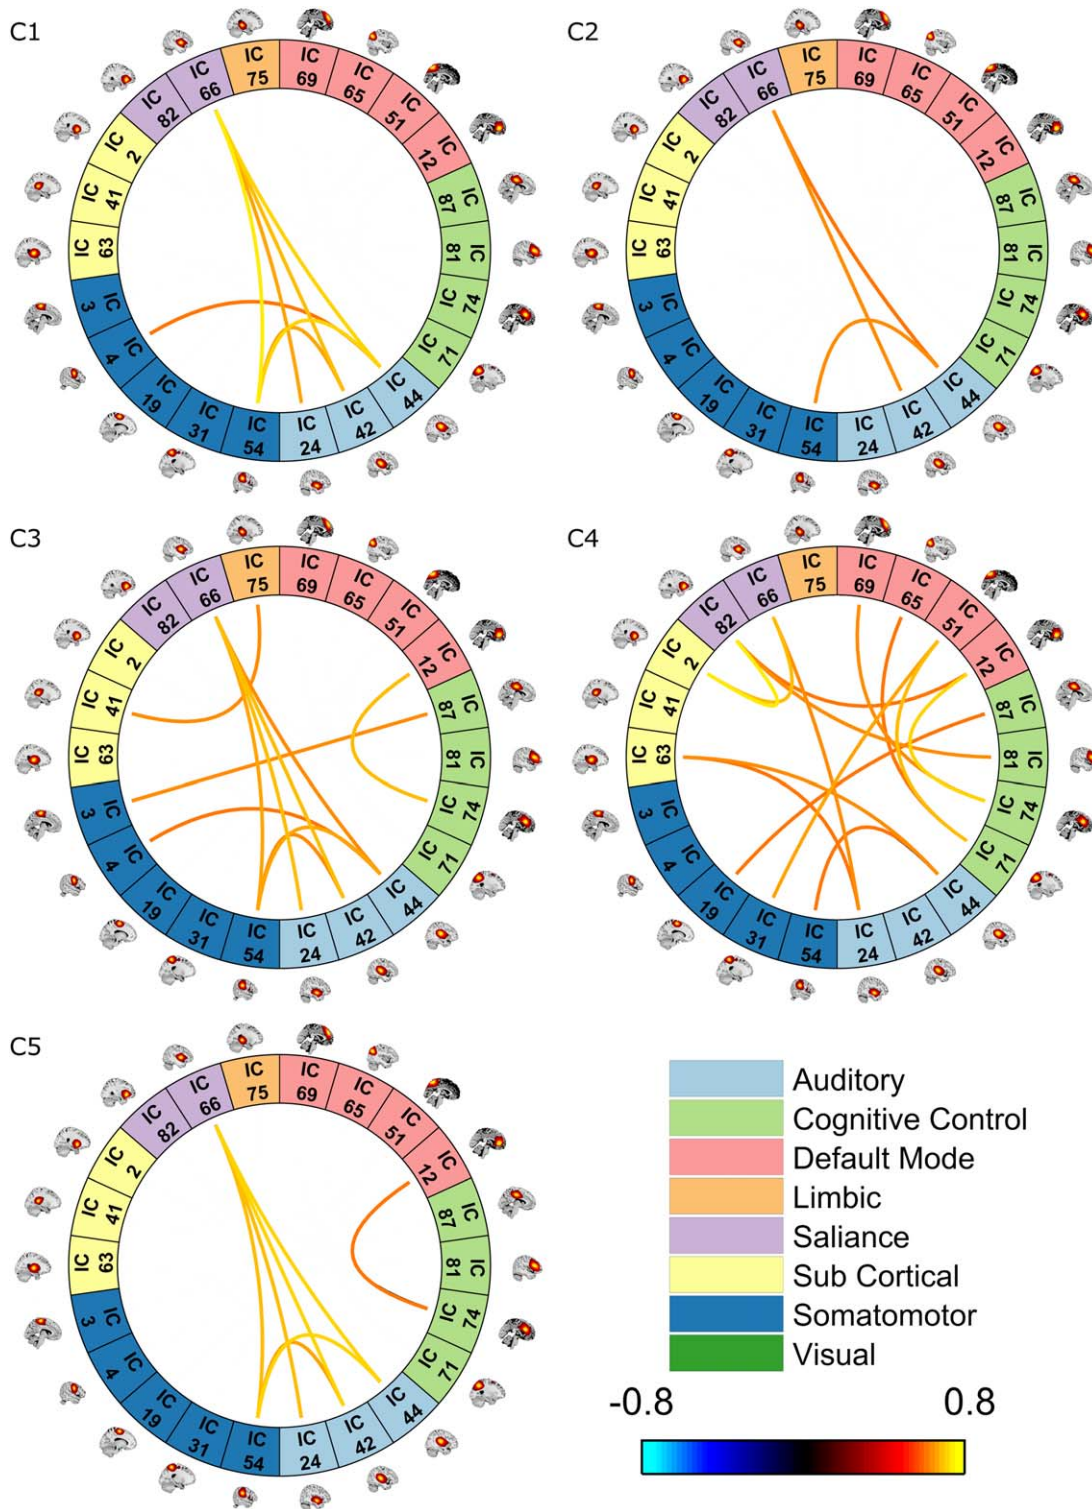 C1
IC 66
IC 75
IC 69
IC 65
IC 51
IC 12
IC 87
IC 81
IC 74
IC 71
IC 44
IC 42
IC 24
IC 54
IC 31
IC 19
IC 4
IC 3
IC 63
IC 41
IC 2
IC 82
C2
IC 66
IC 75
IC 69
IC 65
IC 51
IC 12
IC 87
IC 81
IC 74
IC 71
IC 44
IC 42
IC 24
IC 54
IC 31
IC 19
IC 4
IC 3
IC 63
IC 41
IC 2
IC 82
C3
IC 66
IC 75
IC 69
IC 65
IC 51
IC 12
IC 87
IC 81
IC 74
IC 71
IC 44
IC 42
IC 24
IC 54
IC 31
IC 19
IC 4
IC 3
IC 63
IC 41
IC 2
IC 82
C4
IC 66
IC 75
IC 69
IC 65
IC 51
IC 12
IC 87
IC 81
IC 74
IC 71
IC 44
IC 42
IC 24
IC 54
IC 31
IC 19
IC 4
IC 3
IC 63
IC 41
IC 2
IC 82
C5
IC 66
IC 75
IC 69
IC 65
IC 51
IC 12
IC 87
IC 81
IC 74
IC 71
IC 44
IC 42
IC 24
IC 54
IC 31
IC 19
IC 4
IC 3
IC 63
IC 41
IC 2
IC 82
Auditory
Cognitive Control
Default Mode
Limbic
Saliance
Sub Cortical
Somatomotor
Visual
-0.8 0.8